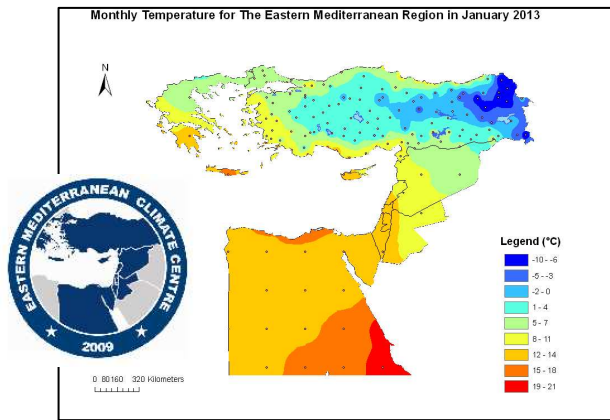 Monthly Temperature for The Eastern Mediterranean Region in January 2013
N
EASTERN MEDITERRANEAN CLIMATE CENTRE
2009
Legend (°C)
-10 - -6
-5 - -3
-2 - 0
1 - 4
5 - 7
8 - 11
12 - 14
15 - 18
19 - 21
0 80160 320 Kilometers